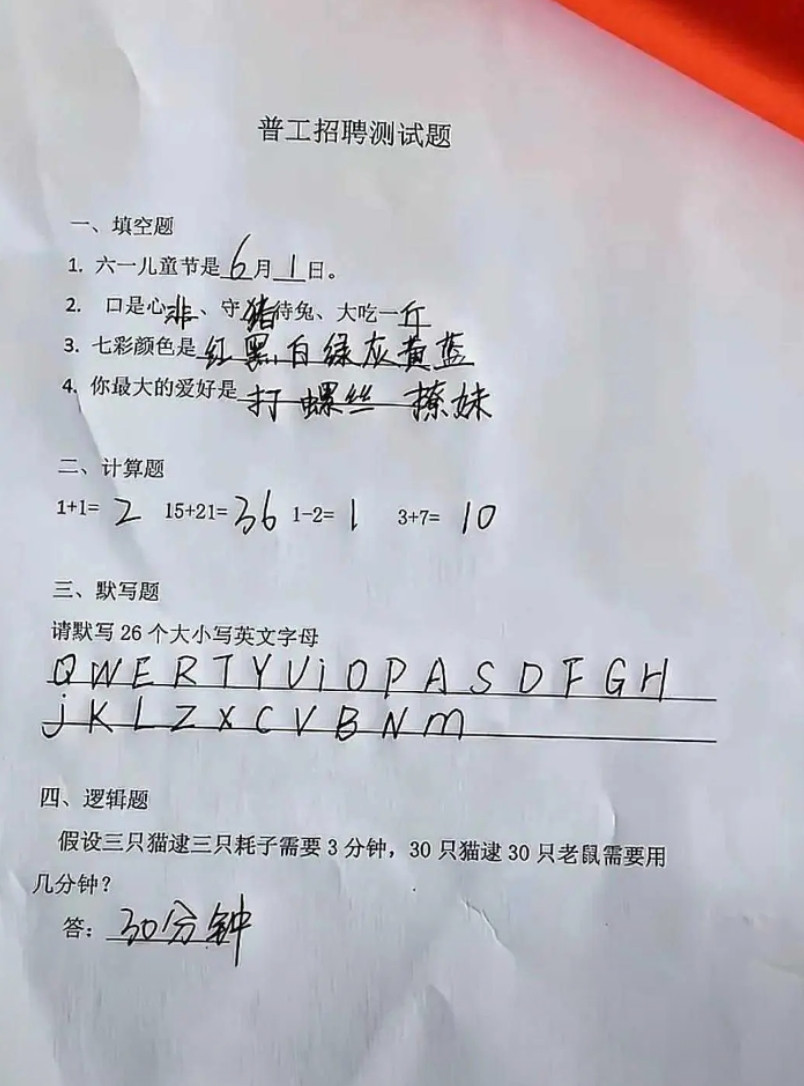 普工招聘测试题
一、填空题
1. 六一儿童节是6月1日。
2. 口是心非、守猪待兔、大吃一斤
3. 七彩颜色是红黑白绿灰黄蓝
4. 你最大的爱好是打螺丝 撩妹
二、计算题
1+1=2 15+21=36 1-2=1 3+7=10
三、默写题
请默写 26 个大小写英文字母
QWERTYUiOPASDFGH
jKLZXCVBNm
四、逻辑题
假设三只猫逮三只耗子需要 3 分钟，30 只猫逮 30 只老鼠需要用
几分钟？
答：30分钟